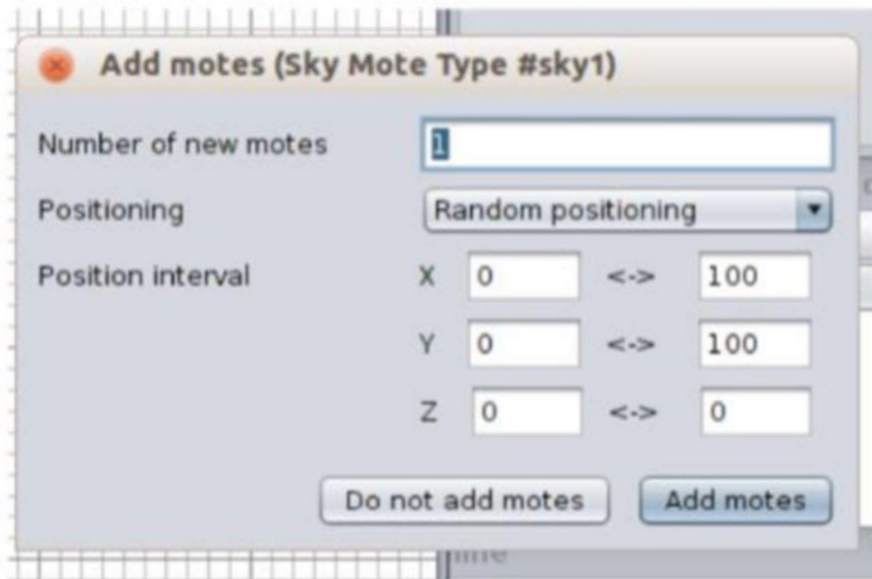 Add motes (Sky Mote Type #sky1)
Number of new motes 1
Positioning Random positioning
Position interval X 0 <-> 100
Y 0 <-> 100
Z 0 <-> 0
Do not add motes Add motes